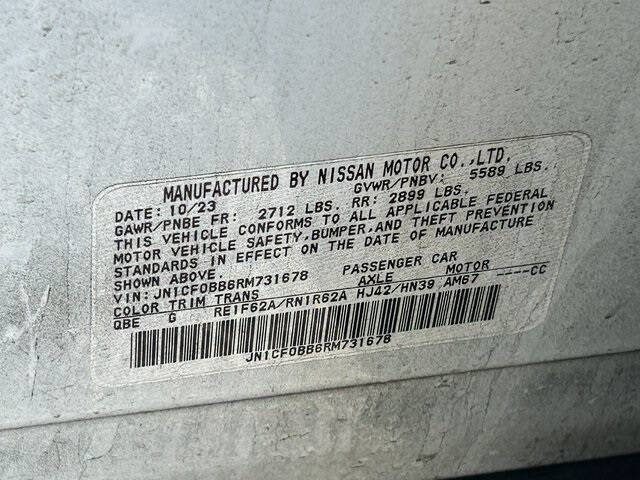 MANUFACTURED BY NISSAN MOTOR CO.,LTD.
DATE: 10/23 GVWR/PNBV: 5589 LBS.
GAWR/PNBE FR: 2712 LBS. RR: 2899 LBS.
THIS VEHICLE CONFORMS TO ALL APPLICABLE FEDERAL
MOTOR VEHICLE SAFETY,BUMPER,AND THEFT PREVENTION
STANDARDS IN EFFECT ON THE DATE OF MANUFACTURE
SHOWN ABOVE.
VIN: JN1CF0BB6RM731678 PASSENGER CAR
COLOR TRIM TRANS AXLE MOTOR
QBE G RE1F62A/RN1R62A HJ42/HN39 AM67 ----CC
JN1CF0BB6RM731678